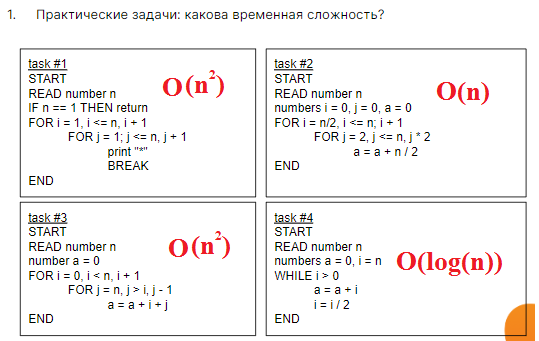 1. Практические задачи: какова временная сложность?
task #1
START
READ number n
IF n == 1 THEN return
FOR i = 1, i <= n, i + 1
FOR j = 1; j <= n, j + 1
print "*"
BREAK
END
O(n²)
task #2
START
READ number n
numbers i = 0, j = 0, a = 0
FOR i = n/2, i <= n; i + 1
FOR j = 2, j <= n, j * 2
a = a + n / 2
END
O(n)
task #3
START
READ number n
number a = 0
FOR i = 0, i < n, i + 1
FOR j = n, j > i, j - 1
a = a + i + j
END
O(n²)
task #4
START
READ number n
numbers a = 0, i = n
WHILE i > 0
a = a + i
i = i / 2
END
O(log(n))